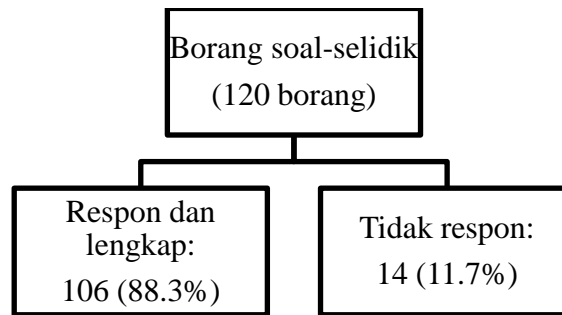 Borang soal-selidik
(120 borang)
Respon dan
lengkap:
106 (88.3%)
Tidak respon:
14 (11.7%)